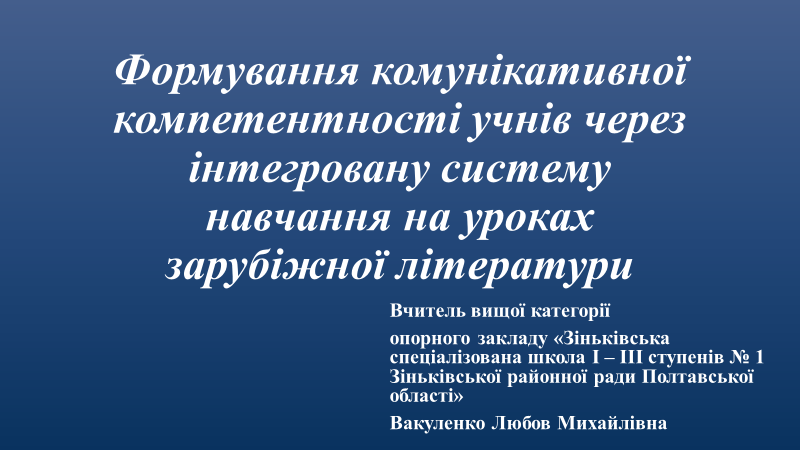 Формування комунікативної
компетентності учнів через
інтегровану систему
навчання на уроках
зарубіжної літератури
Вчитель вищої категорії
опорного закладу «Зіньківська
спеціалізована школа І – ІІІ ступенів № 1
Зіньківської районної ради Полтавської
області»
Вакуленко Любов Михайлівна